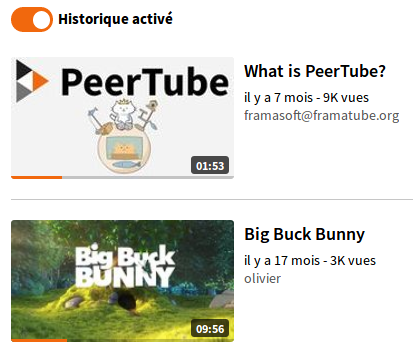 Historique activé
PeerTube
01:53
What is PeerTube?
il y a 7 mois - 9K vues
framasoft@framatube.org
Big Buck
BUNNY
09:56
Big Buck Bunny
il y a 17 mois - 3K vues
olivier